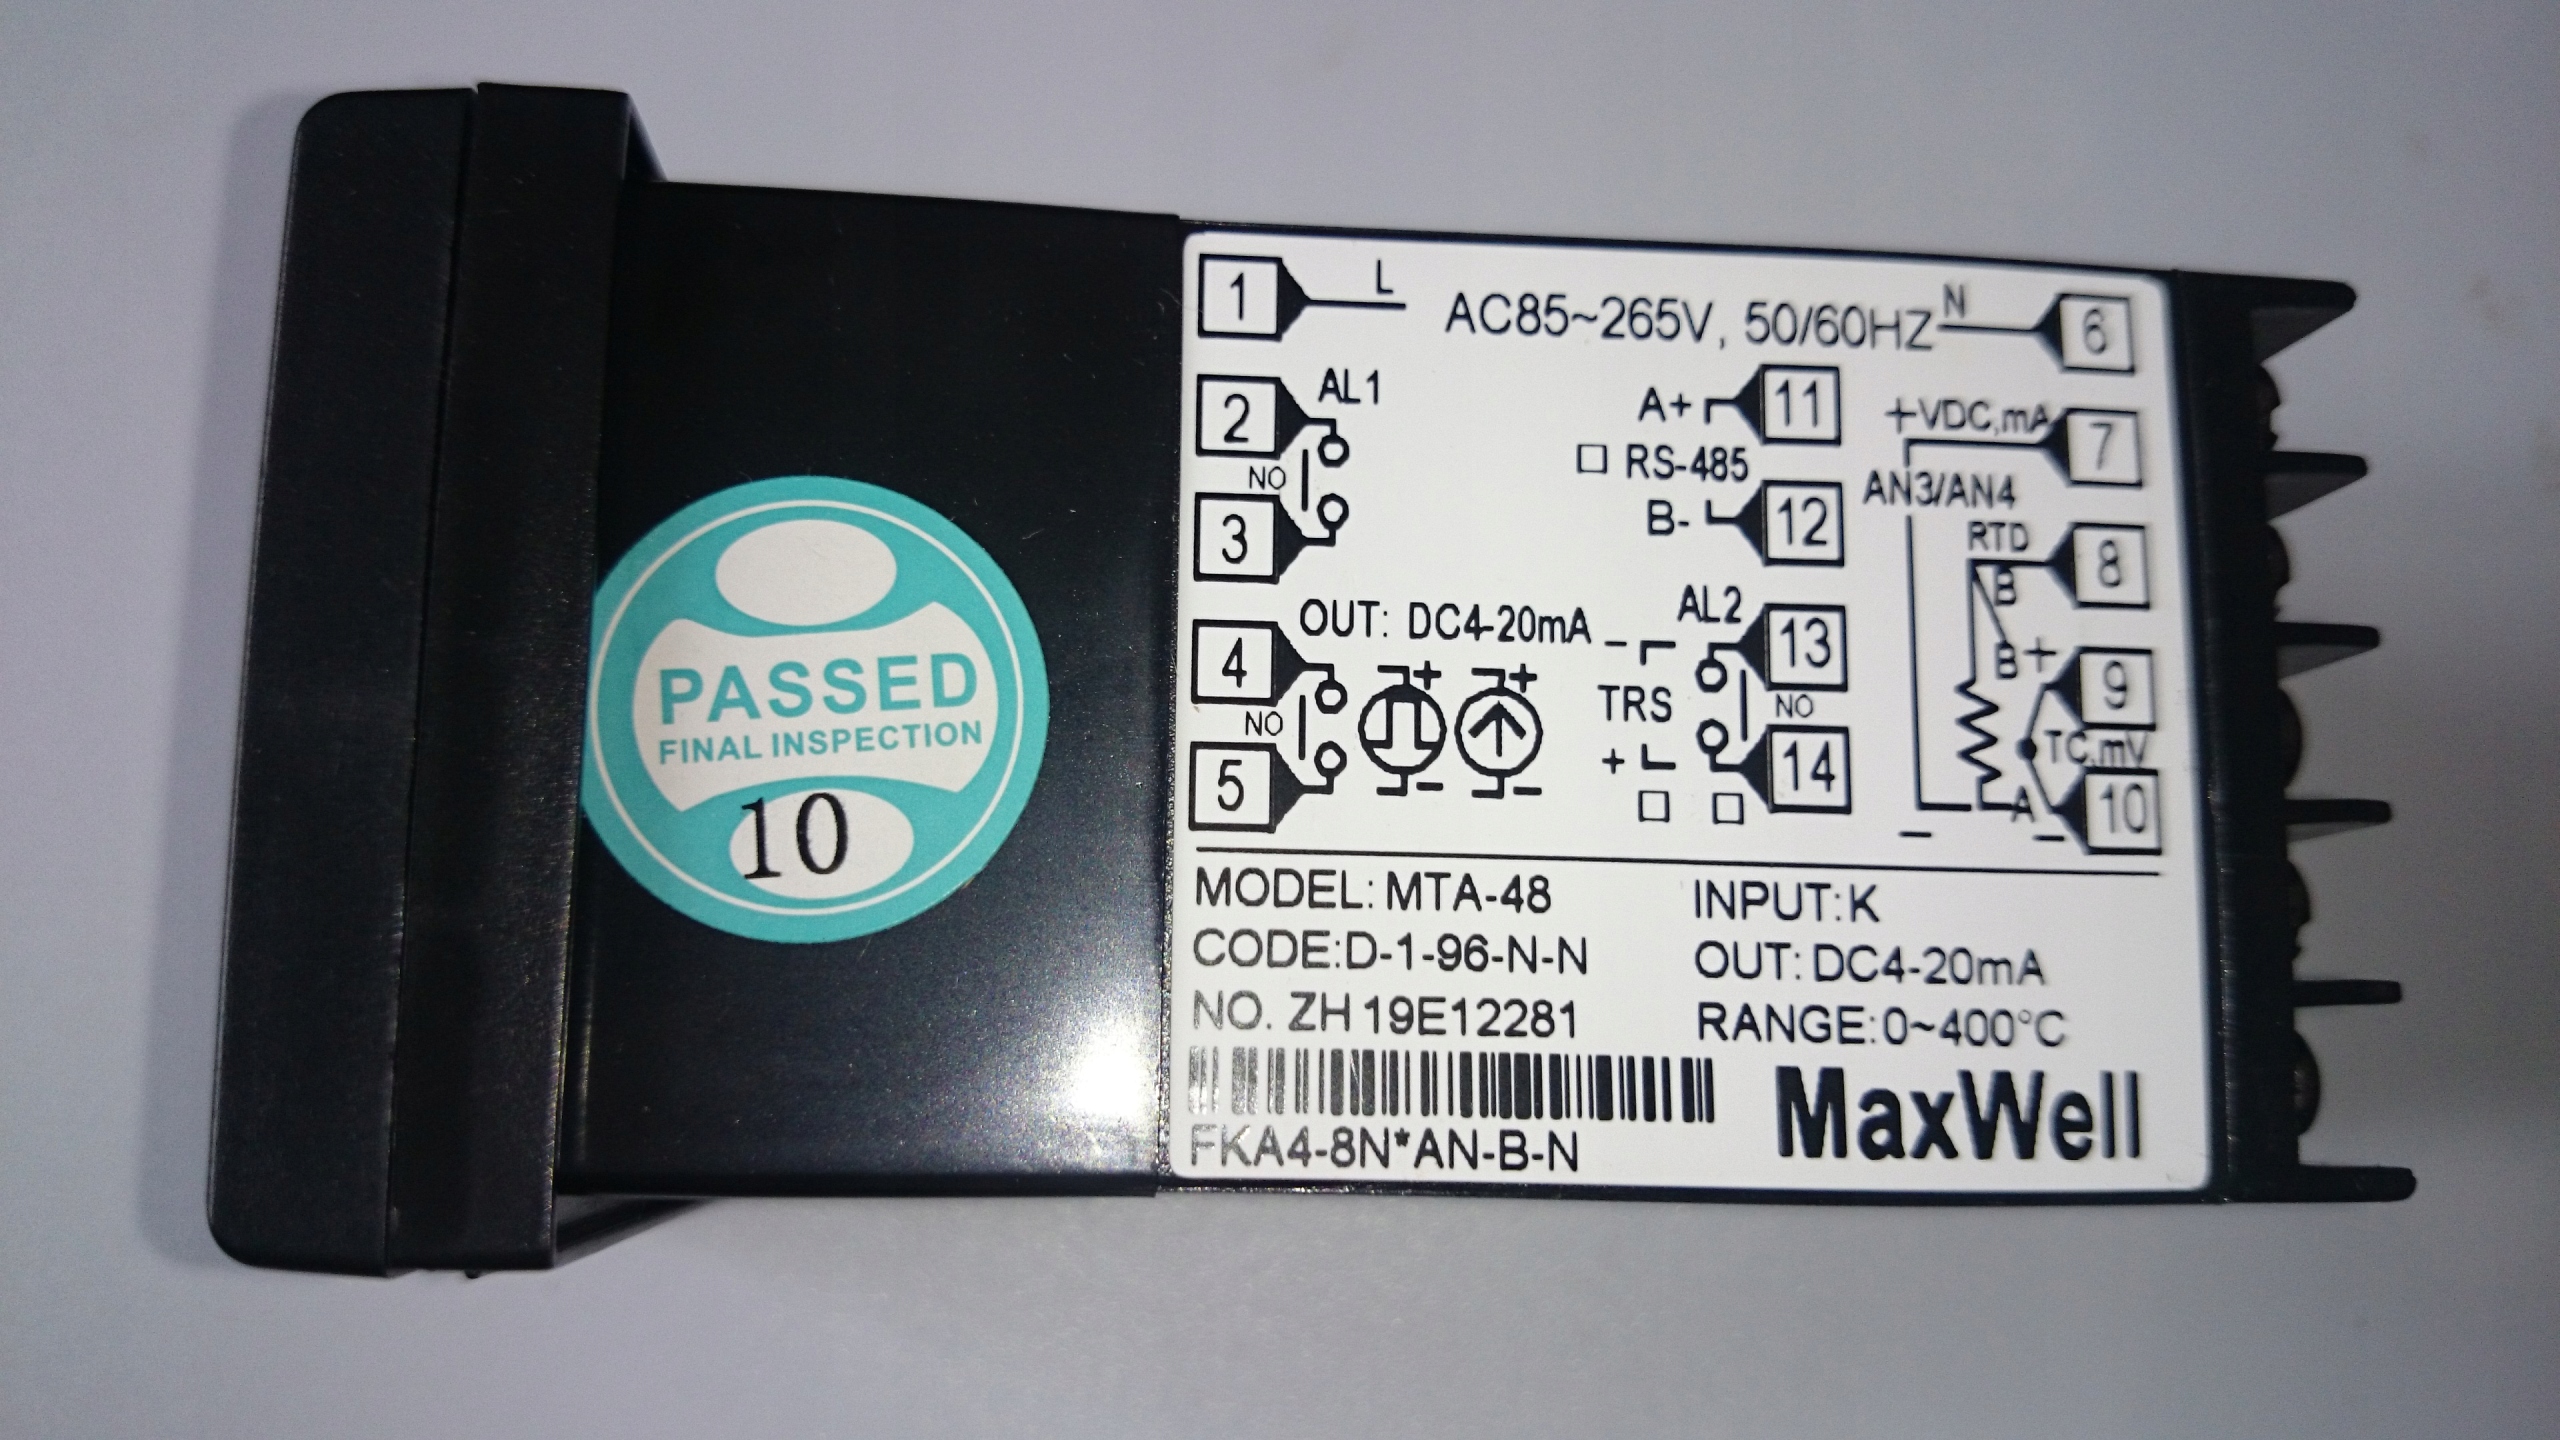 PASSED
FINAL INSPECTION
10
1 L AC85~265V, 50/60HZ N 6
2 AL1 A+ 11 +VDC,mA 7
NO □ RS-485 AN3/AN4
3 B- 12 RTD 8
B
OUT: DC4-20mA - AL2 13
4 + + B + 9
NO TRS NO TC,mV
5 - - + 14 A 10
□ □ - -
MODEL: MTA-48 INPUT:K
CODE:D-1-96-N-N OUT: DC4-20mA
NO. ZH 19E12281 RANGE:0~400°C
FKA4-8N*AN-B-N MaxWell